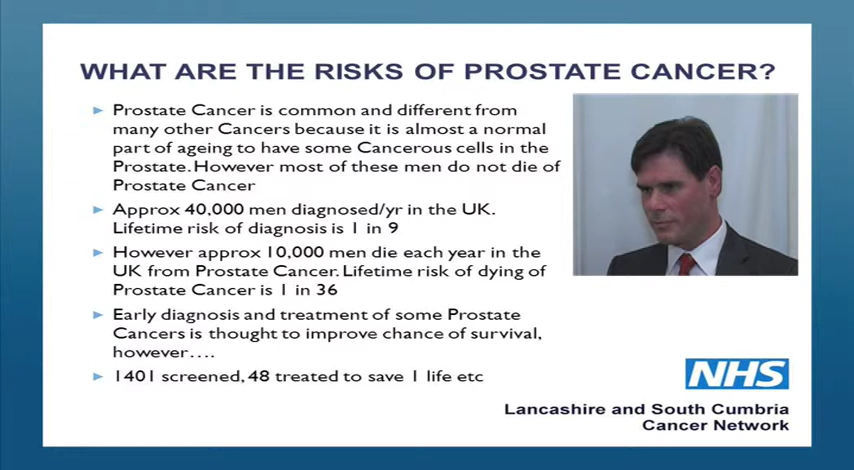 WHAT ARE THE RISKS OF PROSTATE CANCER?
Prostate Cancer is common and different from
many other Cancers because it is almost a normal
part of ageing to have some Cancerous cells in the
Prostate. However most of these men do not die of
Prostate Cancer
Approx 40,000 men diagnosed/yr in the UK.
Lifetime risk of diagnosis is 1 in 9
However approx 10,000 men die each year in the
UK from Prostate Cancer. Lifetime risk of dying of
Prostate Cancer is 1 in 36
Early diagnosis and treatment of some Prostate
Cancers is thought to improve chance of survival,
however….
1401 screened, 48 treated to save 1 life etc
NHS
Lancashire and South Cumbria
Cancer Network